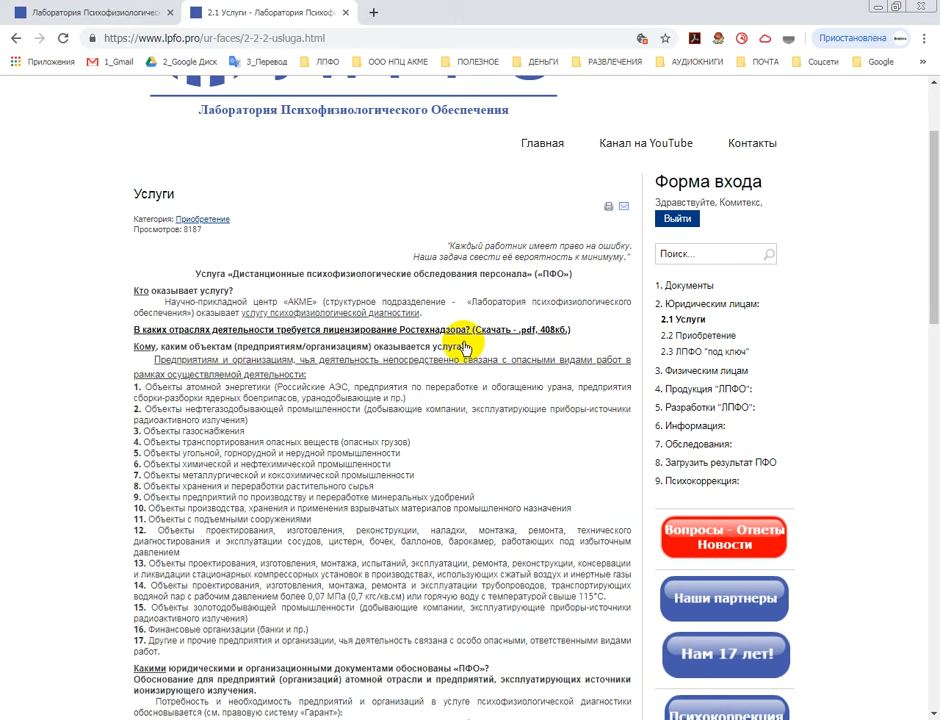 Лаборатория Психофизиологич
2.1 Услуги - Лаборатория Психоф
https://www.lpfo.pro/ur-faces/2-2-2-usluga.html
Приостановлена
Приложения 1_Gmail 2_Google Диск 3_Перевод ЛПФО ООО НПЦ АКМЕ ПОЛЕЗНОЕ ДЕНЬГИ РАЗВЛЕЧЕНИЯ АУДИОКНИГИ ПОЧТА Соцсети Google »
Лаборатория Психофизиологического Обеспечения
Главная Канал на YouTube Контакты
Услуги
Категория: Приобретение
Просмотров: 8187
"Каждый работник имеет право на ошибку.
Наша задача свести её вероятность к минимуму."
Услуга «Дистанционные психофизиологические обследования персонала» («ПФО»)
Кто оказывает услугу?
Научно-прикладной центр «АКМЕ» (структурное подразделение - «Лаборатория психофизиологического
обеспечения») оказывает услугу психофизиологической диагностики.
В каких отраслях деятельности требуется лицензирование Ростехнадзора? (Скачать - .pdf, 408кб.)
Кому, каким объектам (предприятиям/организациям) оказывается услуга
Предприятиям и организациям, чья деятельность непосредственно связана с опасными видами работ в
рамках осуществляемой деятельности:
1. Объекты атомной энергетики (Российские АЭС, предприятия по переработке и обогащению урана, предприятия
сборки-разборки ядерных боеприпасов, уранодобывающие и пр.)
2. Объекты нефтегазодобывающей промышленности (добывающие компании, эксплуатирующие приборы-источники
радиоактивного излучения)
3. Объекты газоснабжения
4. Объекты транспортирования опасных веществ (опасных грузов)
5. Объекты угольной, горнорудной и нерудной промышленности
6. Объекты химической и нефтехимической промышленности
7. Объекты металлургической и коксохимической промышленности
8. Объекты хранения и переработки растительного сырья
9. Объекты предприятий по производству и переработке минеральных удобрений
10. Объекты производства, хранения и применения взрывчатых материалов промышленного назначения
11. Объекты с подъемными сооружениями
12. Объекты проектирования, изготовления, реконструкции, наладки, монтажа, ремонта, технического
диагностирования и эксплуатации сосудов, цистерн, бочек, баллонов, барокамер, работающих под избыточным
давлением
13. Объекты проектирования, изготовления, монтажа, испытаний, эксплуатации, ремонта, реконструкции, консервации
и ликвидации стационарных компрессорных установок в производствах, использующих сжатый воздух и инертные газы
14. Объекты проектирования, изготовления, монтажа, ремонта и эксплуатации трубопроводов, транспортирующих
водяной пар с рабочим давлением более 0,07 МПа (0,7 кгс/кв.см) или горячую воду с температурой свыше 115°С.
15. Объекты золотодобывающей промышленности (добывающие компании, эксплуатирующие приборы-источники
радиоактивного излучения)
16. Финансовые организации (банки и пр.)
17. Другие и прочие предприятия и организации, чья деятельность связана с особо опасными, ответственными видами
работ.
Какими юридическими и организационными документами обоснованы «ПФО»?
Обоснование для предприятий (организаций) атомной отрасли и предприятий, эксплуатирующих источники
ионизирующего излучения.
Потребность и необходимость предприятий и организаций в услуге психофизиологической диагностики
обосновывается (см. правовую систему «Гарант»):
Форма входа
Здравствуйте, Комитекс,
Выйти
Поиск...
1. Документы
2. Юридическим лицам:
2.1 Услуги
2.2 Приобретение
2.3 ЛПФО "под ключ"
3. Физическим лицам
4. Продукция "ЛПФО":
5. Разработки "ЛПФО":
6. Информация:
7. Обследования:
8. Загрузить результат ПФО
9. Психокоррекция:
Вопросы - Ответы
Новости
Наши партнеры
Нам 17 лет!
Психокоррекция